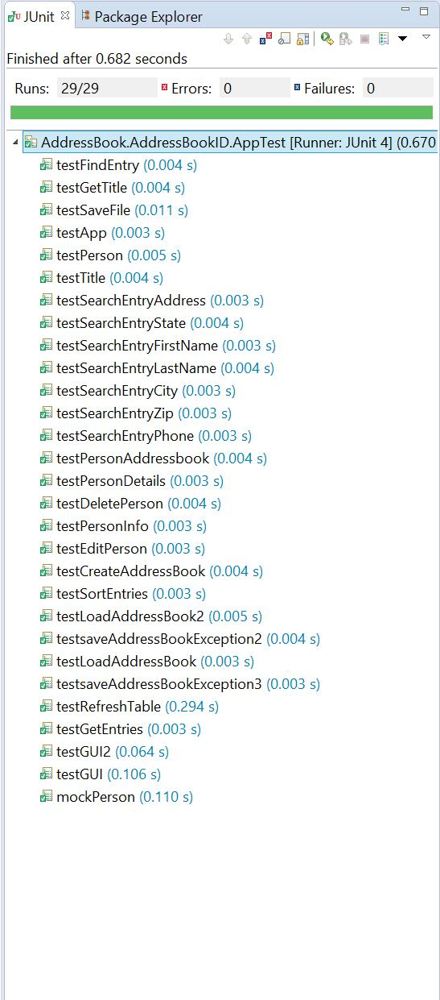 JUnit Package Explorer
Finished after 0.682 seconds
Runs: 29/29 Errors: 0 Failures: 0
AddressBook.AddressBookID.AppTest [Runner: JUnit 4] (0.670
testFindEntry (0.004 s)
testGetTitle (0.004 s)
testSaveFile (0.011 s)
testApp (0.003 s)
testPerson (0.005 s)
testTitle (0.004 s)
testSearchEntryAddress (0.003 s)
testSearchEntryState (0.004 s)
testSearchEntryFirstName (0.003 s)
testSearchEntryLastName (0.004 s)
testSearchEntryCity (0.003 s)
testSearchEntryZip (0.003 s)
testSearchEntryPhone (0.003 s)
testPersonAddressbook (0.004 s)
testPersonDetails (0.003 s)
testDeletePerson (0.004 s)
testPersonInfo (0.003 s)
testEditPerson (0.003 s)
testCreateAddressBook (0.004 s)
testSortEntries (0.003 s)
testLoadAddressBook2 (0.005 s)
testsaveAddressBookException2 (0.004 s)
testLoadAddressBook (0.003 s)
testsaveAddressBookException3 (0.003 s)
testRefreshTable (0.294 s)
testGetEntries (0.003 s)
testGUI2 (0.064 s)
testGUI (0.106 s)
mockPerson (0.110 s)